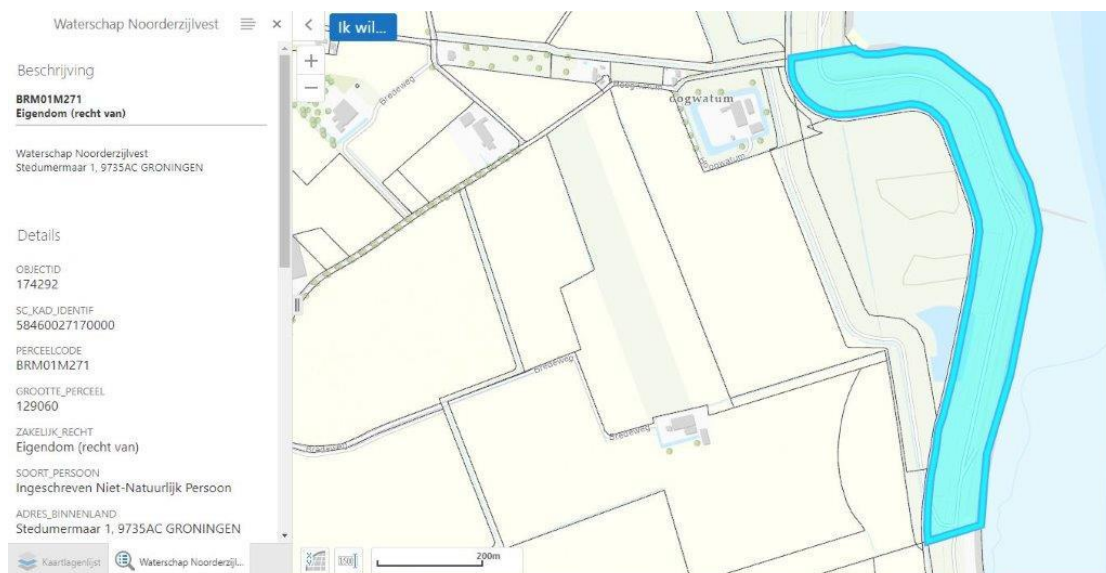 Waterschap Noorderzijlvest
Beschrijving
BRM01M271
Eigendom (recht van)
Waterschap Noorderzijlvest
Stedumermaar 1, 9735AC GRONINGEN
Details
OBJECTID
174292
SC_KAD_IDENTIF
58460027170000
PERCEELCODE
BRM01M271
GROOTTE_PERCEEL
129060
ZAKELIJK_RECHT
Eigendom (recht van)
SOORT_PERSOON
Ingeschreven Niet-Natuurlijk Persoon
ADRES_BINNENLAND
Stedumermaar 1, 9735AC GRONINGEN
Kaartlagenlijst
Waterschap Noorderzijl...
Ik wil...
Bredeweg
oogwatum
Bredeweg
Bredeweg
Bredeweg
200m